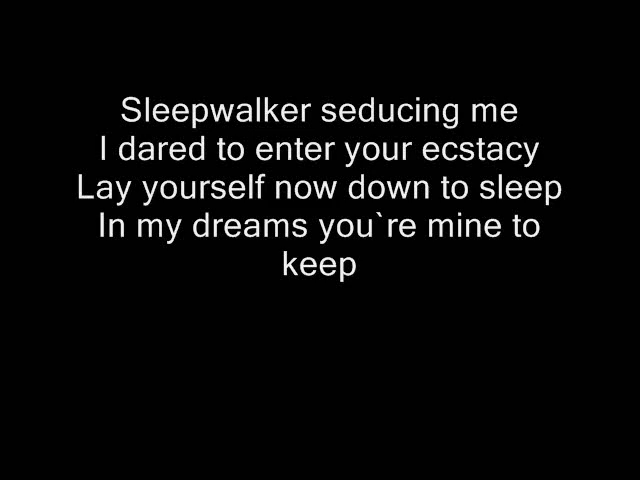 Sleepwalker seducing me
I dared to enter your ecstacy
Lay yourself now down to sleep
In my dreams you`re mine to
keep